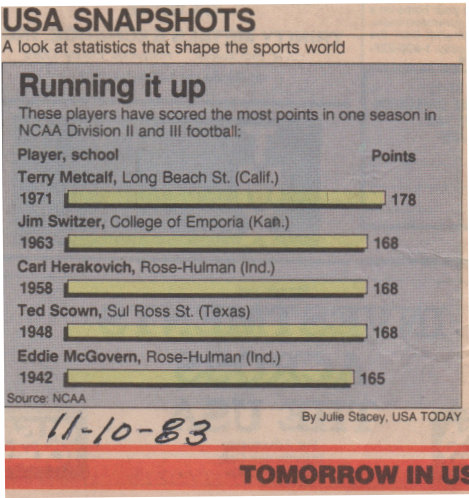 USA SNAPSHOTS
A look at statistics that shape the sports world
Running it up
These players have scored the most points in one season in
NCAA Division II and III football:
Player, school Points
Terry Metcalf, Long Beach St. (Calif.)
1971 178
Jim Switzer, College of Emporia (Kan.)
1963 168
Carl Herakovich, Rose-Hulman (Ind.)
1958 168
Ted Scown, Sul Ross St. (Texas)
1948 168
Eddie McGovern, Rose-Hulman (Ind.)
1942 165
Source: NCAA
By Julie Stacey, USA TODAY
11-10-83
TOMORROW IN US